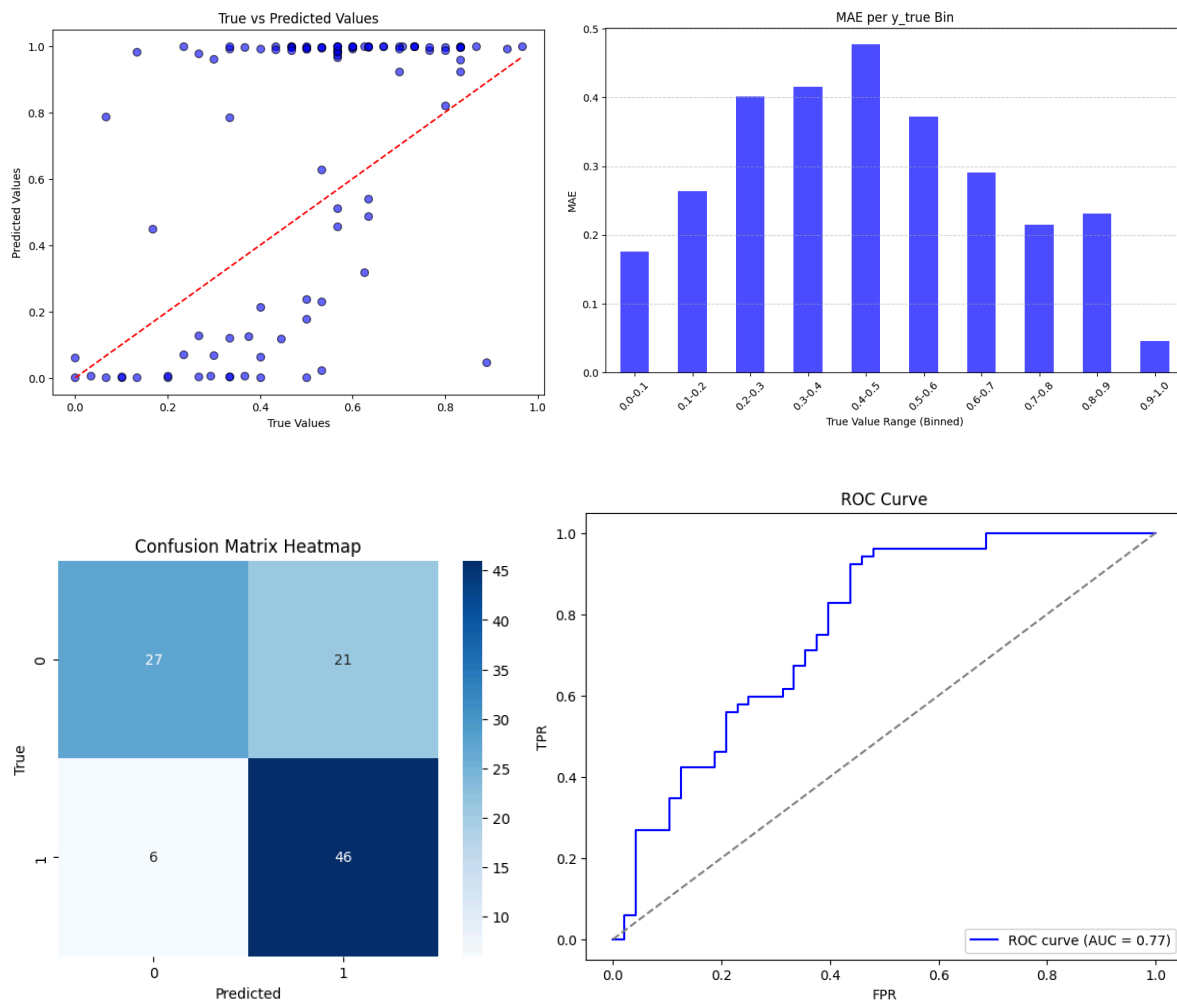 True vs Predicted Values
1.0
0.8
0.6
0.4
0.2
0.0
Predicted Values
0.0 0.2 0.4 0.6 0.8 1.0
True Values
MAE per y_true Bin
0.5
0.4
0.3
0.2
0.1
0.0
MAE
0.0-0.1 0.1-0.2 0.2-0.3 0.3-0.4 0.4-0.5 0.5-0.6 0.6-0.7 0.7-0.8 0.8-0.9 0.9-1.0
True Value Range (Binned)
Confusion Matrix Heatmap
True
0
27 21
1
6 46
0 1
Predicted
45
40
35
30
25
20
15
10
ROC Curve
1.0
0.8
0.6
0.4
0.2
0.0
TPR
ROC curve (AUC = 0.77)
0.0 0.2 0.4 0.6 0.8 1.0
FPR